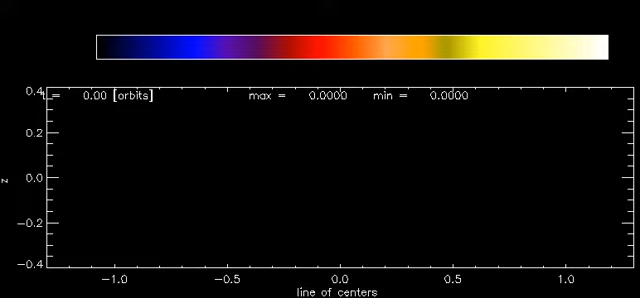 t =   0.00 [orbits]   max =   0.0000   min =   0.0000
0.4
0.2
0.0
-0.2
-0.4
z
-1.0   -0.5   0.0   0.5   1.0
line of centers